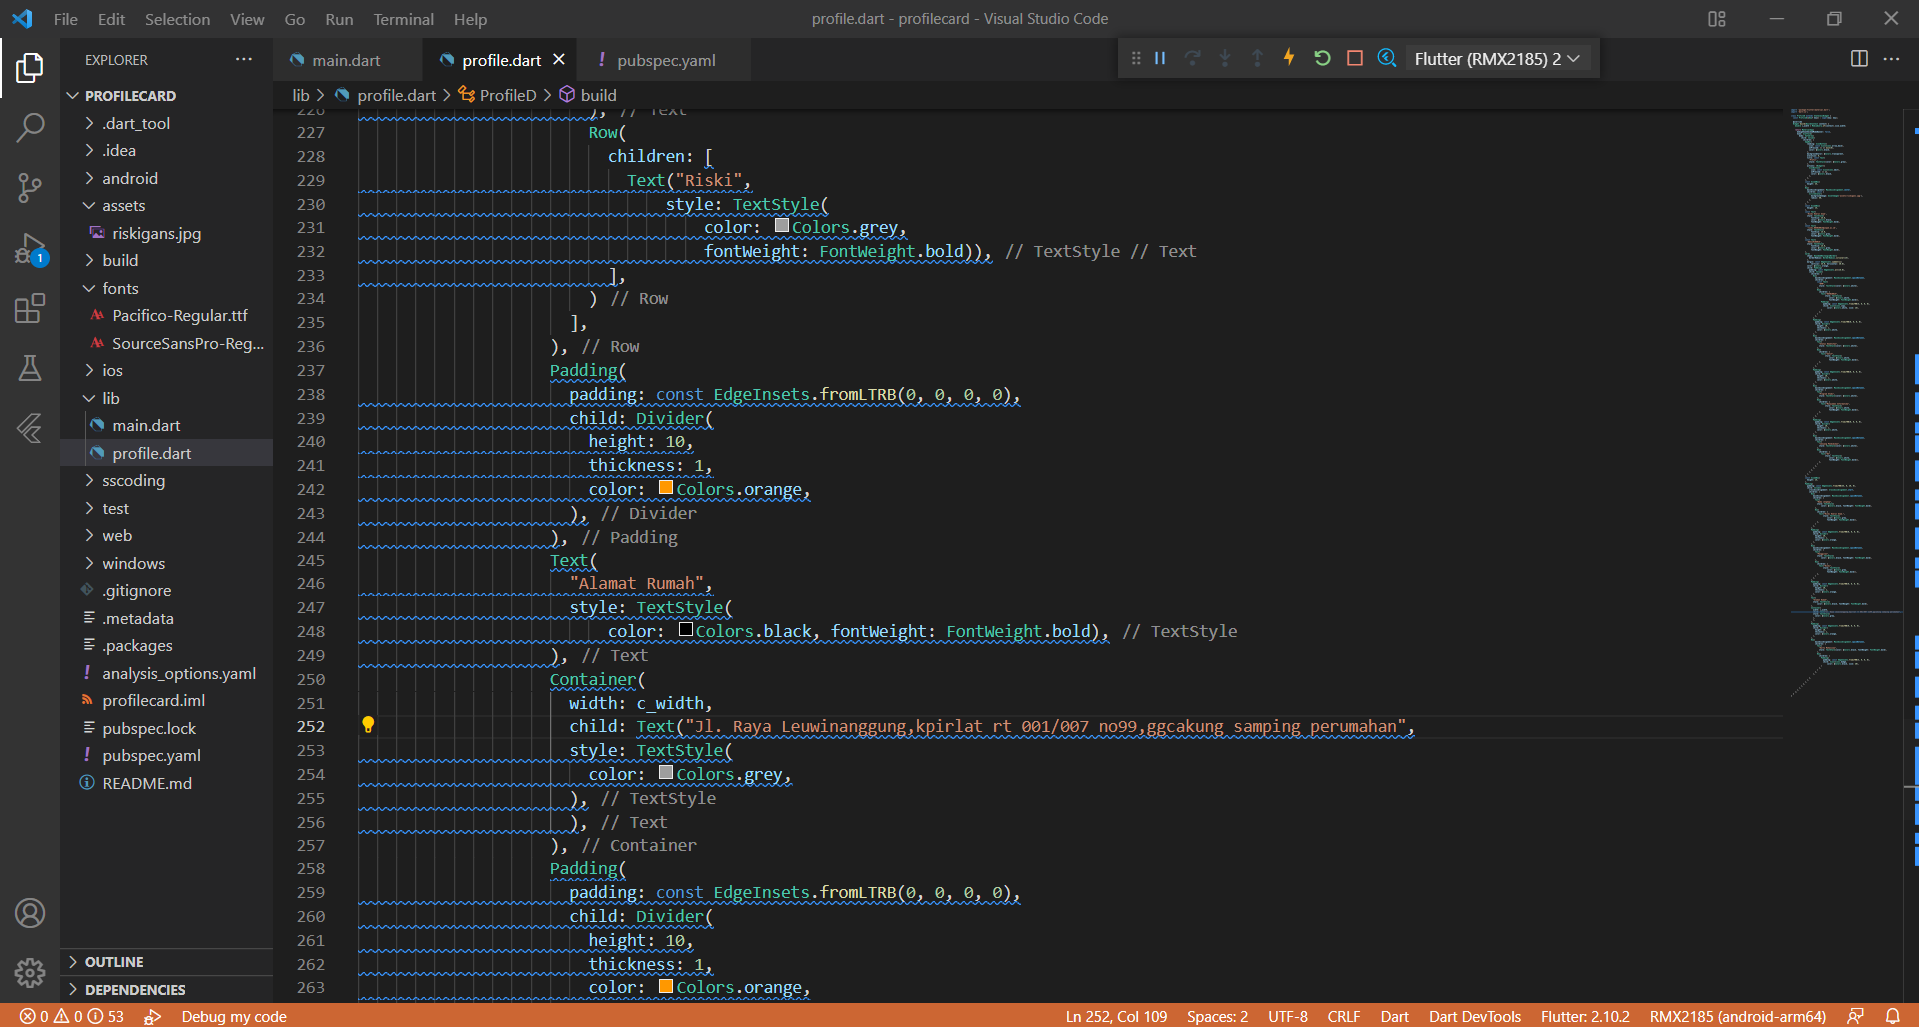 File Edit Selection View Go Run Terminal Help
profile.dart - profilecard - Visual Studio Code
EXPLORER
main.dart
profile.dart
pubspec.yaml
Flutter (RMX2185) 2
PROFILECARD
.dart_tool
.idea
android
assets
riskigans.jpg
build
fonts
Pacifico-Regular.ttf
SourceSansPro-Reg...
ios
lib
main.dart
profile.dart
sscoding
test
web
windows
.gitignore
.metadata
.packages
analysis_options.yaml
profilecard.iml
pubspec.lock
pubspec.yaml
README.md
OUTLINE
DEPENDENCIES
1
lib > profile.dart > ProfileD > build
226 ), // Text
227 Row(
228 children: [
229 Text("Riski",
230 style: TextStyle(
231 color: Colors.grey,
232 fontWeight: FontWeight.bold)), // TextStyle // Text
233 ],
234 ) // Row
235 ],
236 ), // Row
237 Padding(
238 padding: const EdgeInsets.fromLTRB(0, 0, 0, 0),
239 child: Divider(
240 height: 10,
241 thickness: 1,
242 color: Colors.orange,
243 ), // Divider
244 ), // Padding
245 Text(
246 "Alamat Rumah",
247 style: TextStyle(
248 color: Colors.black, fontWeight: FontWeight.bold), // TextStyle
249 ), // Text
250 Container(
251 width: c_width,
252 child: Text("Jl. Raya Leuwinanggung,kpirlat rt 001/007 no99,ggcakung samping perumahan",
253 style: TextStyle(
254 color: Colors.grey,
255 ), // TextStyle
256 ), // Text
257 ), // Container
258 Padding(
259 padding: const EdgeInsets.fromLTRB(0, 0, 0, 0),
260 child: Divider(
261 height: 10,
262 thickness: 1,
263 color: Colors.orange,
0 0 53 Debug my code
Ln 252, Col 109 Spaces: 2 UTF-8 CRLF Dart Dart DevTools Flutter: 2.10.2 RMX2185 (android-arm64)